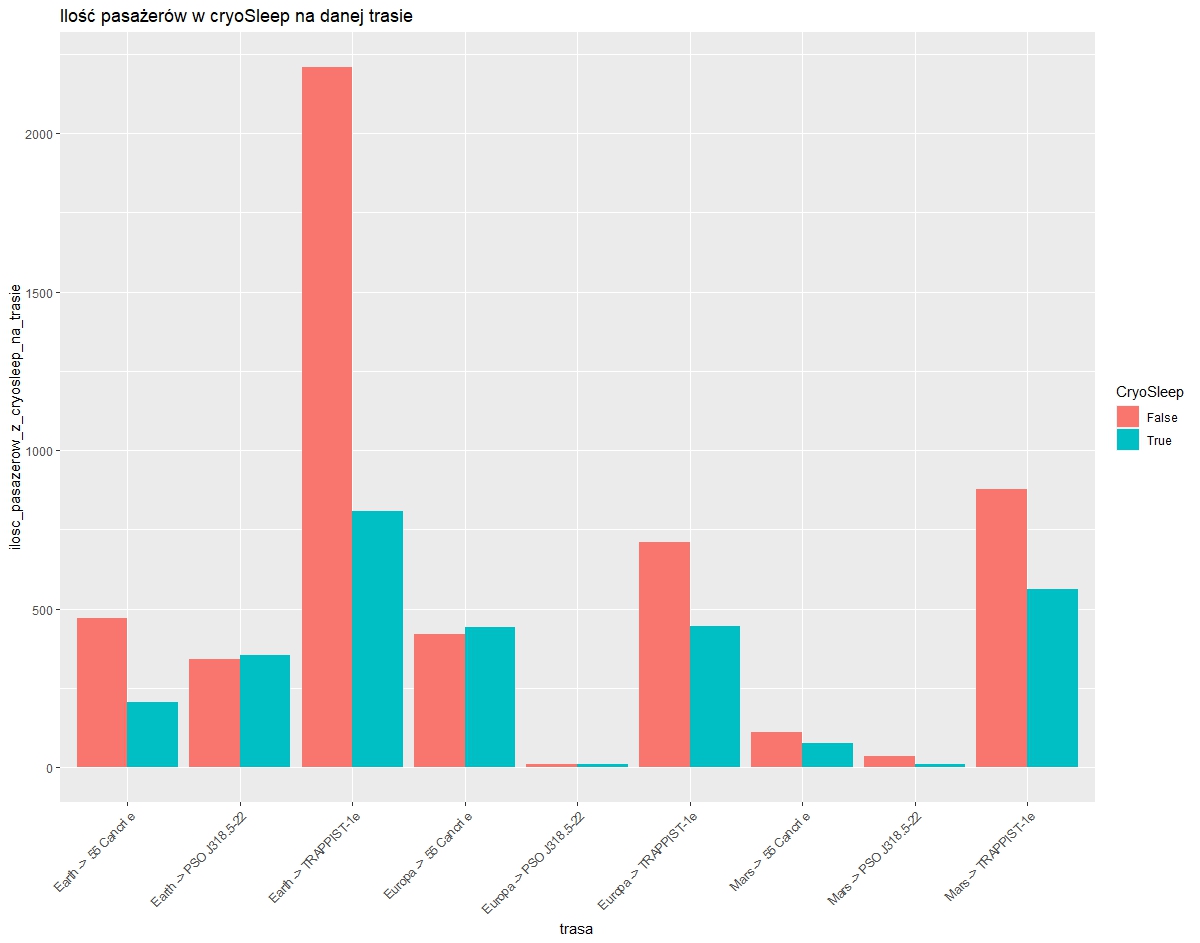 Ilość pasażerów w cryoSleep na danej trasie
ilosc_pasazerow_z_cryosleep_na_trasie
2000
1500
1000
500
0
Earth -> 55 Cancri e
Earth -> PSO J318.5-22
Earth -> TRAPPIST-1e
Europa -> 55 Cancri e
Europa -> PSO J318.5-22
Europa -> TRAPPIST-1e
Mars -> 55 Cancri e
Mars -> PSO J318.5-22
Mars -> TRAPPIST-1e
trasa
CryoSleep
False
True